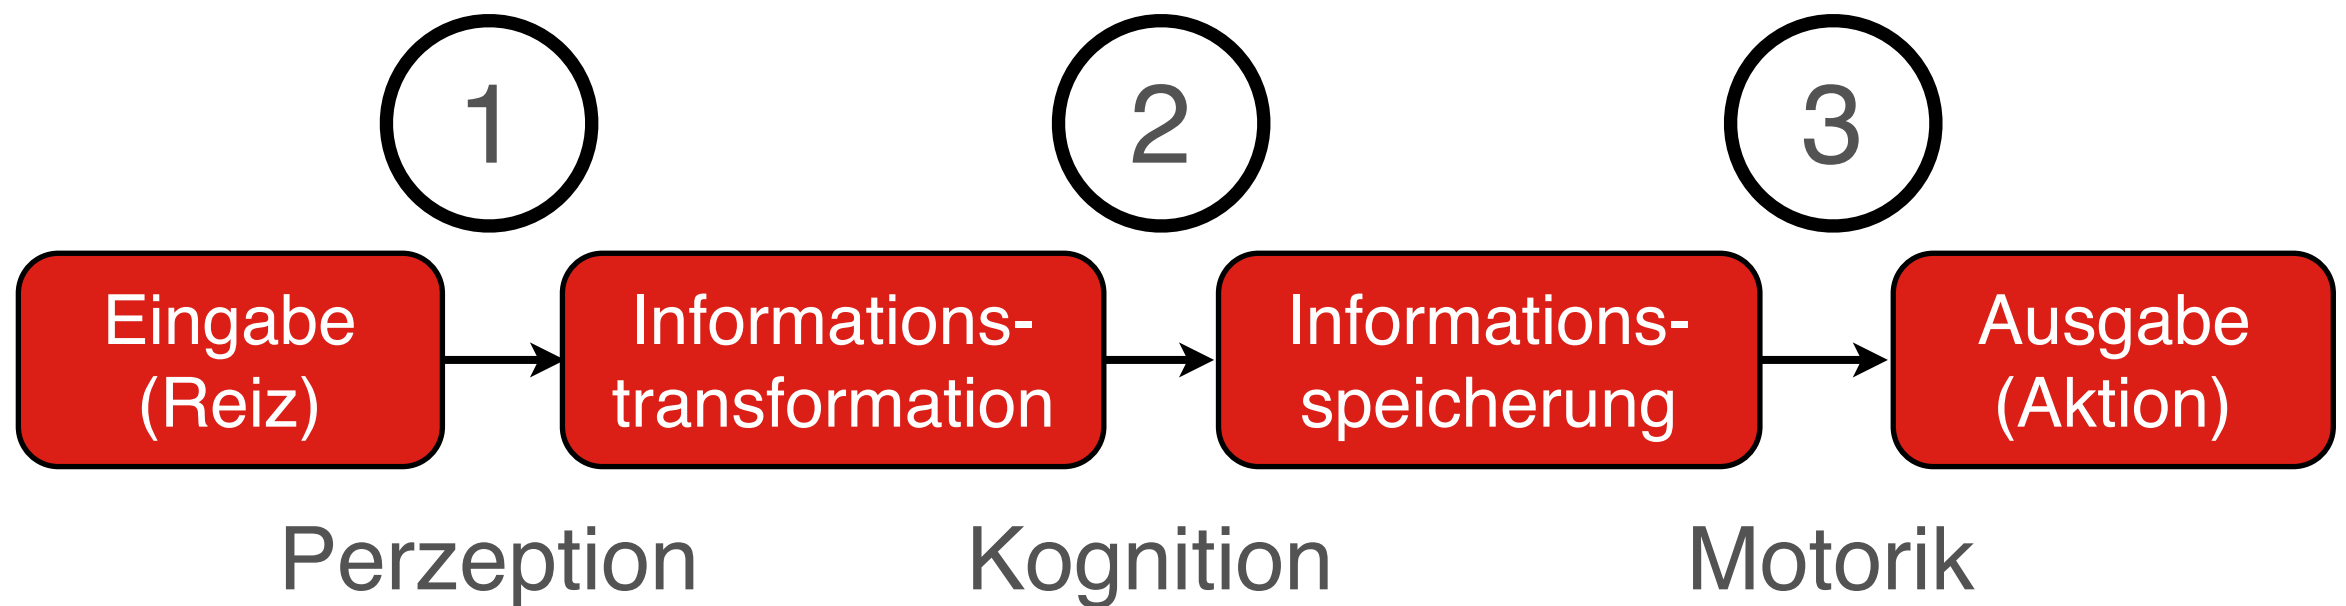 1
2
3
Eingabe
(Reiz)
Informations-
transformation
Informations-
speicherung
Ausgabe
(Aktion)
Perzeption
Kognition
Motorik